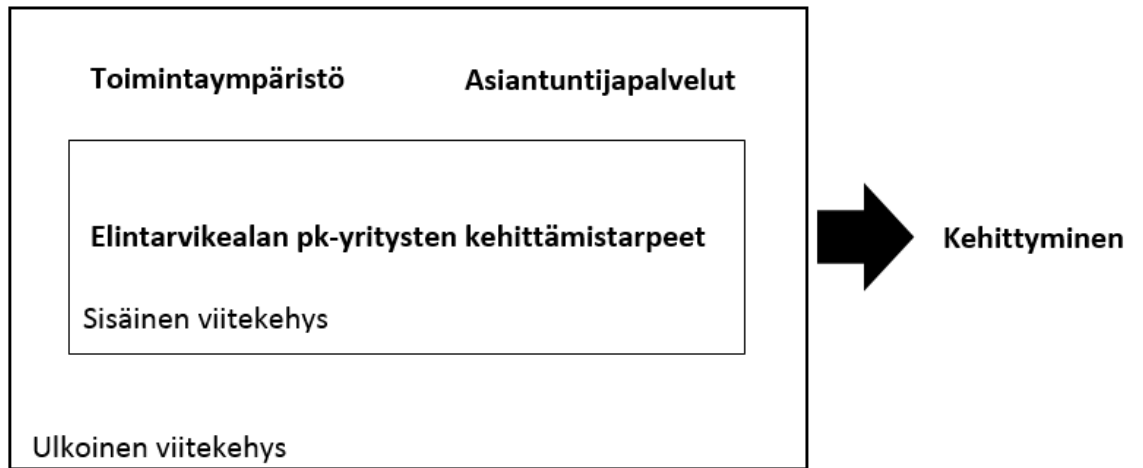 Toimintaympäristö
Asiantuntijapalvelut
Elintarvikealan pk-yritysten kehittämistarpeet
Sisäinen viitekehys
Ulkoinen viitekehys
Kehittyminen